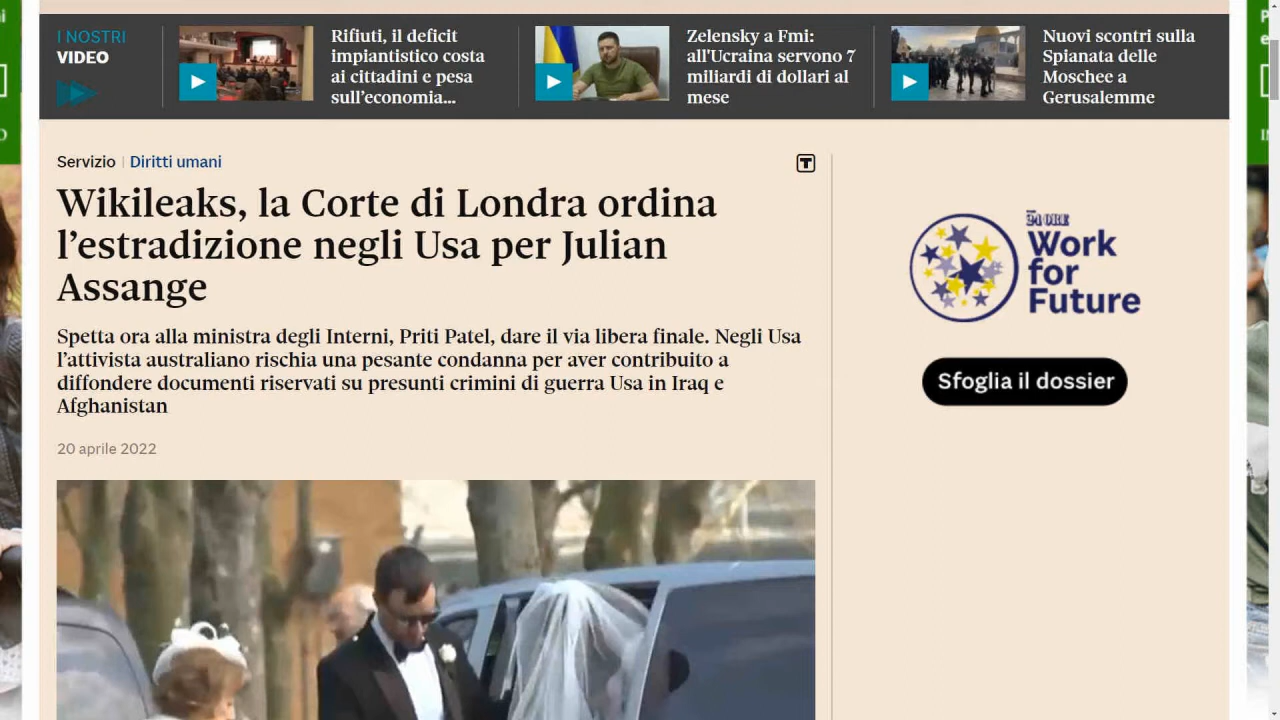 I NOSTRI
VIDEO
Rifiuti, il deficit
impiantistico costa
ai cittadini e pesa
sull'economia...
Zelensky a Fmi:
all'Ucraina servono 7
miliardi di dollari al
mese
Nuovi scontri sulla
Spianata delle
Moschee a
Gerusalemme
Servizio | Diritti umani
T
Wikileaks, la Corte di Londra ordina
l'estradizione negli Usa per Julian
Assange
Spetta ora alla ministra degli Interni, Priti Patel, dare il via libera finale. Negli Usa
l'attivista australiano rischia una pesante condanna per aver contribuito a
diffondere documenti riservati su presunti crimini di guerra Usa in Iraq e
Afghanistan
20 aprile 2022
24 ORE
Work
for
Future
Sfoglia il dossier